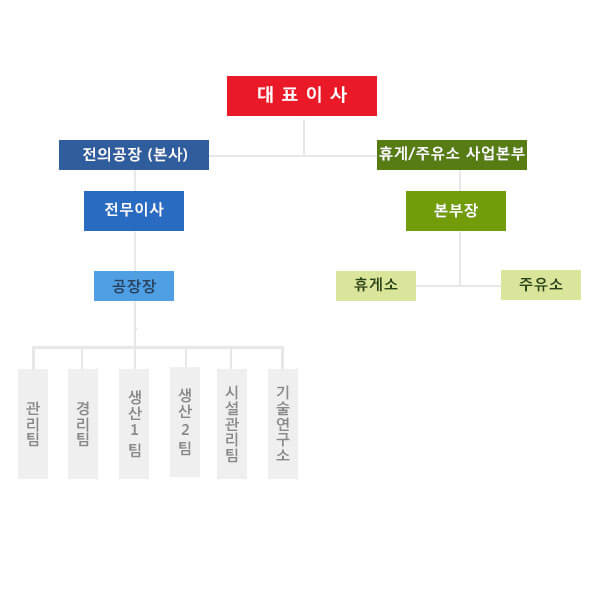 대표이사
전의공장 (본사)
휴게/주유소 사업본부
전무이사
본부장
공장장
휴게소
주유소
관리팀
경리팀
생산1팀
생산2팀
시설관리팀
기술연구소